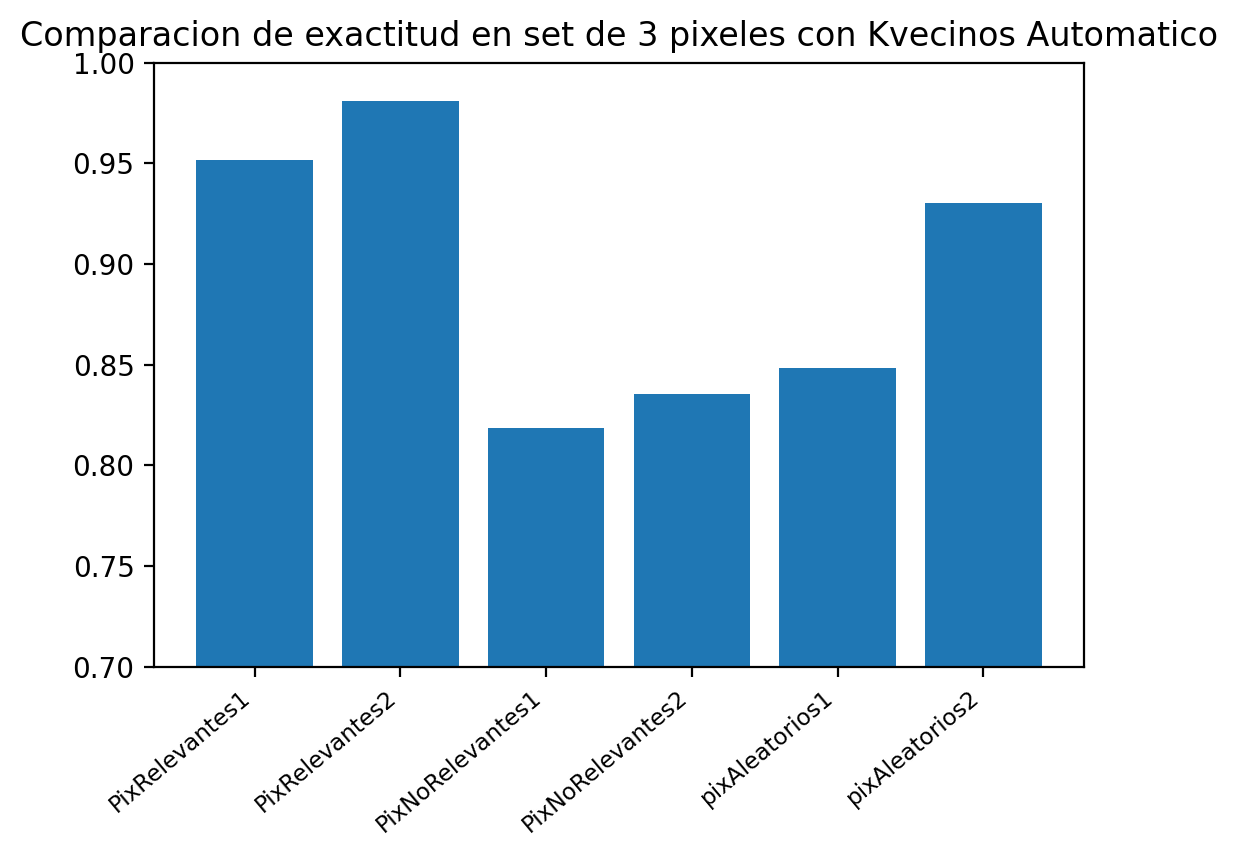 Comparacion de exactitud en set de 3 pixeles con Kvecinos Automatico
1.00
0.95
0.90
0.85
0.80
0.75
0.70
PixRelevantes1
PixRelevantes2
PixNoRelevantes1
PixNoRelevantes2
pixAleatorios1
pixAleatorios2